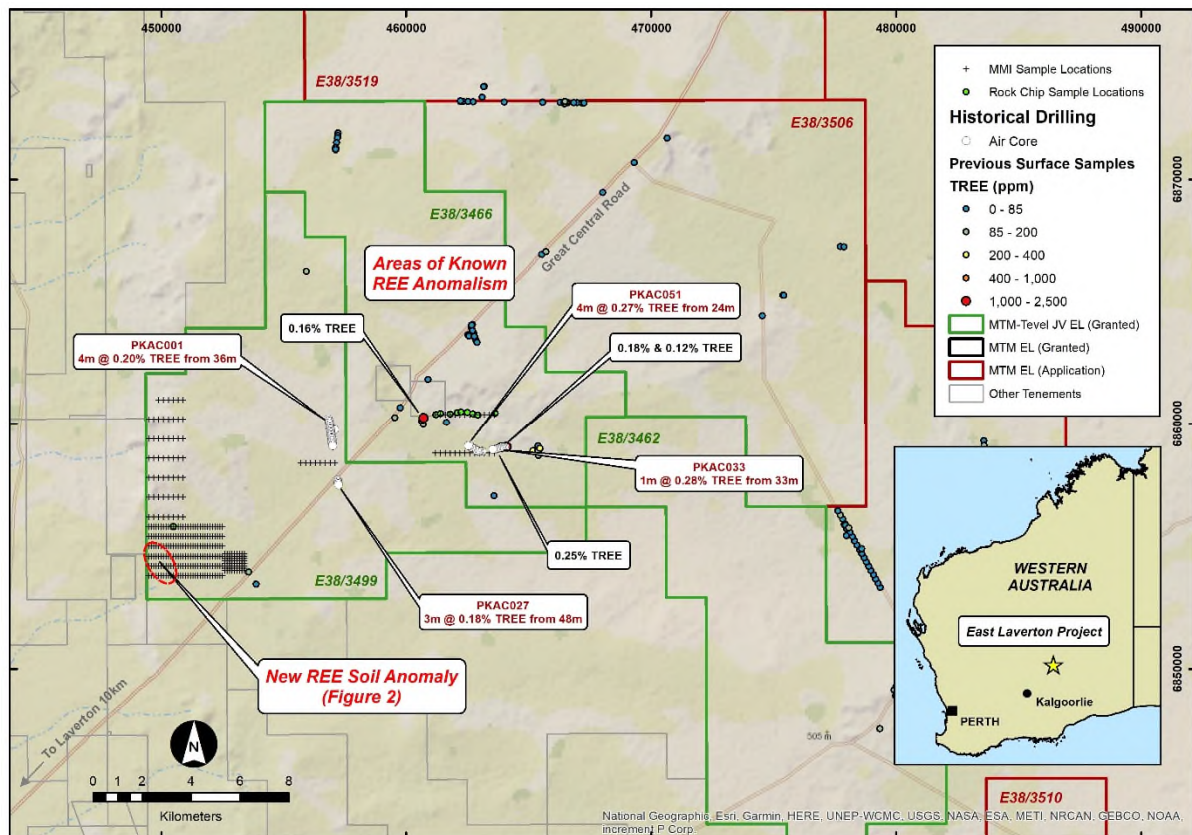 450000
460000
470000
480000
490000
E38/3519
E38/3506
E38/3466
Great Central Road
6870000
6860000
6850000
MMI Sample Locations
Rock Chip Sample Locations
Historical Drilling
Air Core
Previous Surface Samples
TREE (ppm)
0 - 85
85 - 200
200 - 400
400 - 1,000
1,000 - 2,500
MTM-Tevel JV EL (Granted)
MTM EL (Granted)
MTM EL (Application)
Other Tenements
Areas of Known
REE Anomalism
PKAC051
4m @ 0.27% TREE from 24m
0.16% TREE
0.18% & 0.12% TREE
PKAC001
4m @ 0.20% TREE from 36m
E38/3462
PKAC033
1m @ 0.28% TREE from 33m
0.25% TREE
E38/3499
PKAC027
3m @ 0.18% TREE from 48m
New REE Soil Anomaly
(Figure 2)
To Laverton 10km
N
0 1 2 4 6 8
Kilometers
WESTERN
AUSTRALIA
East Laverton Project
Kalgoorlie
PERTH
505 m
E38/3510
National Geographic, Esri, Garmin, HERE, UNEP-WCMC, USGS, NASA, ESA, METI, NRCAN, GEBCO, NOAA,
increment P Corp.